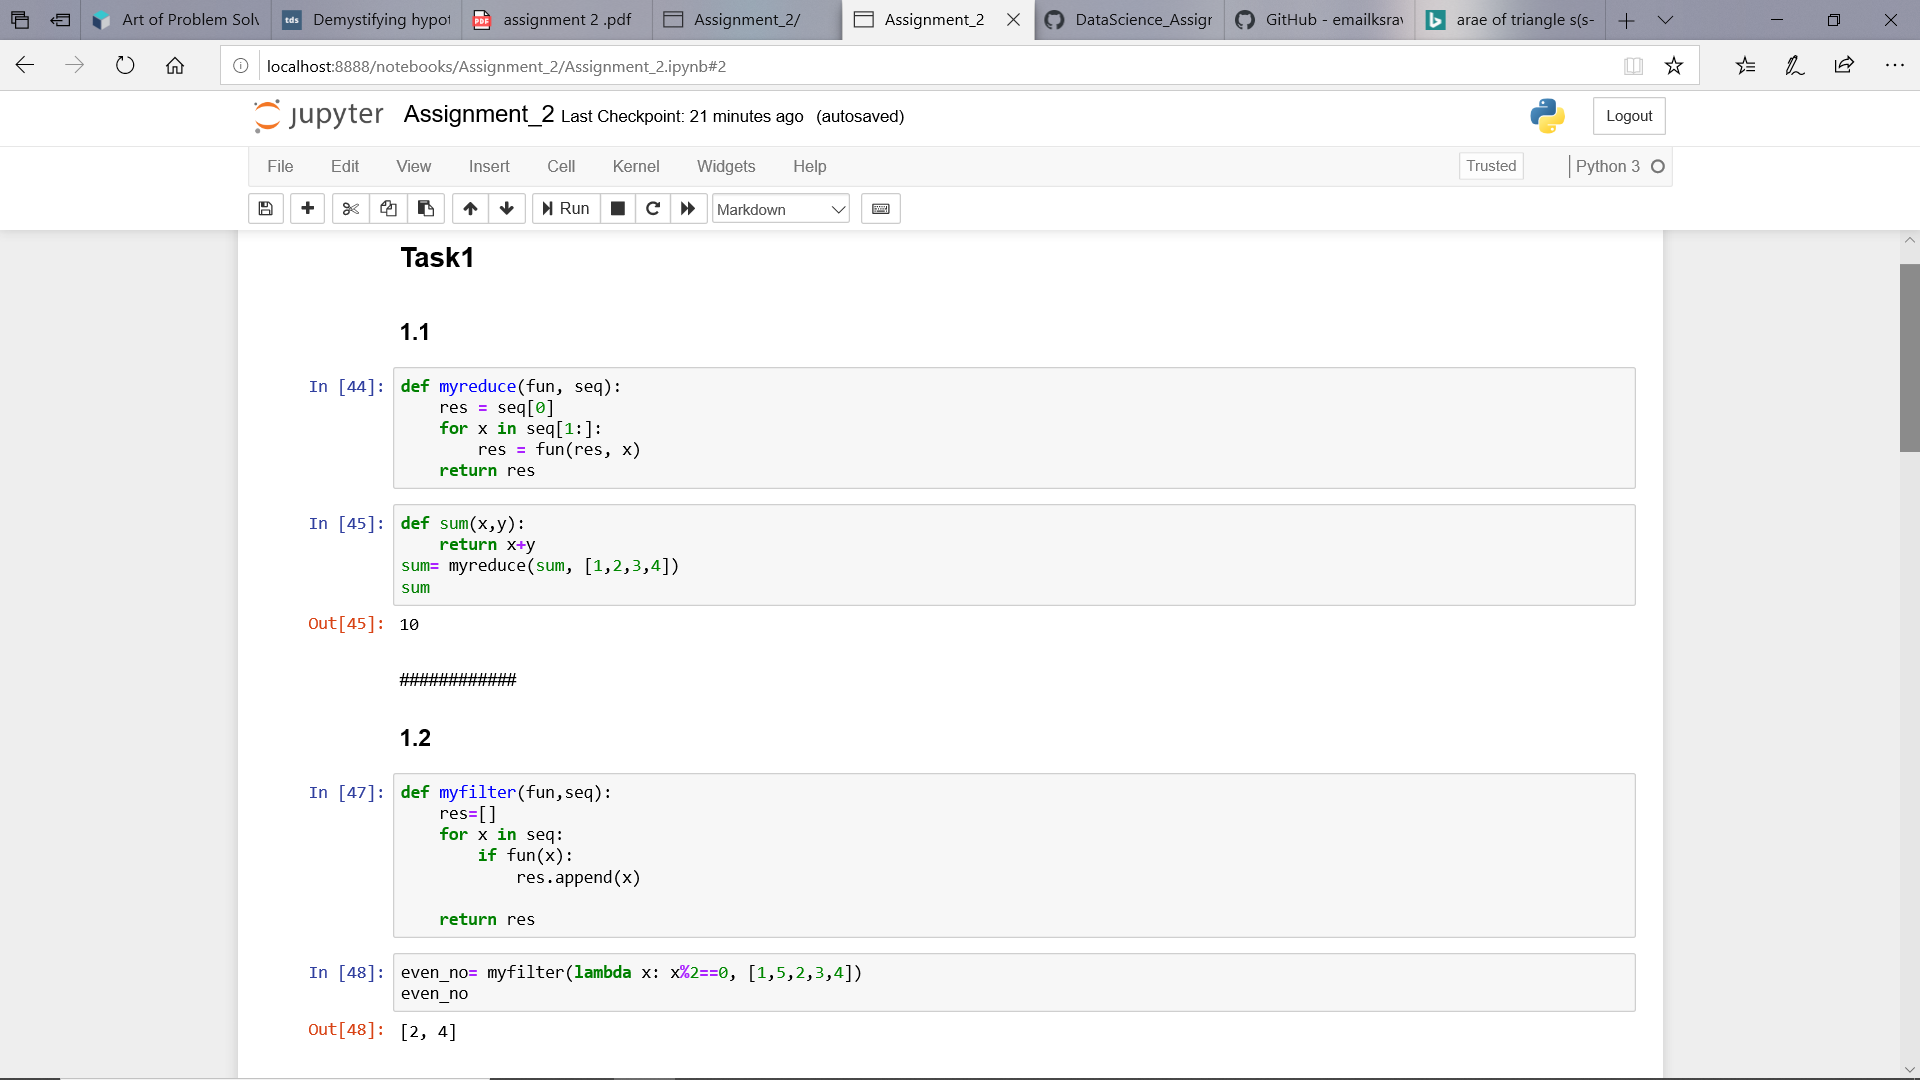 Art of Problem Solv
Demystifying hypot
assignment 2 .pdf
Assignment_2/
Assignment_2
DataScience_Assigr
GitHub - emailksrav
arae of triangle s(s-
localhost:8888/notebooks/Assignment_2/Assignment_2.ipynb#2
jupyter Assignment_2 Last Checkpoint: 21 minutes ago (autosaved)
Logout
File Edit View Insert Cell Kernel Widgets Help
Trusted
Python 3
Run
Markdown
Task1
1.1
In [44]:
def myreduce(fun, seq):
    res = seq[0]
    for x in seq[1:]:
        res = fun(res, x)
    return res
In [45]:
def sum(x,y):
    return x+y
sum= myreduce(sum, [1,2,3,4])
sum
Out[45]: 10
############
1.2
In [47]:
def myfilter(fun,seq):
    res=[]
    for x in seq:
        if fun(x):
            res.append(x)
    return res
In [48]:
even_no= myfilter(lambda x: x%2==0, [1,5,2,3,4])
even_no
Out[48]: [2, 4]